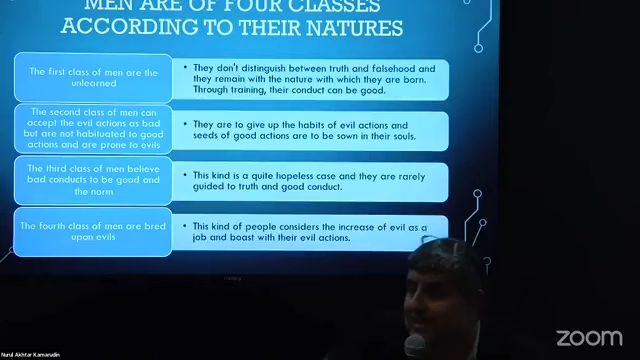 MEN ARE OF FOUR CLASSES
ACCORDING TO THEIR NATURES
The first class of men are the
unlearned
• They don't distinguish between truth and falsehood and
they remain with the nature with which they are born.
Through training, their conduct can be good.
The second class of men can
accept the evil actions as bad
but are not habituated to good
actions and are prone to evils
• They are to give up the habits of evil actions and
seeds of good actions are to be sown in their souls.
The third class of men believe
bad conducts to be good and
the norm
• This kind is a quite hopeless case and they are rarely
guided to truth and good conduct.
The fourth class of men are bred
upon evils
• This kind of people considers the increase of evil as a
job and boast with their evil actions.
Nurul Akhtar Kamarudin
zoom